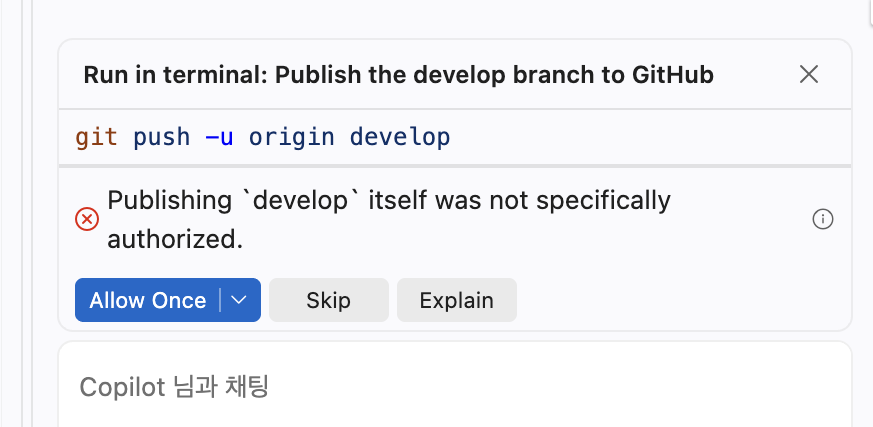 Run in terminal: Publish the develop branch to GitHub
git push -u origin develop
Publishing `develop` itself was not specifically
authorized.
Allow Once
Skip
Explain
Copilot 님과 채팅